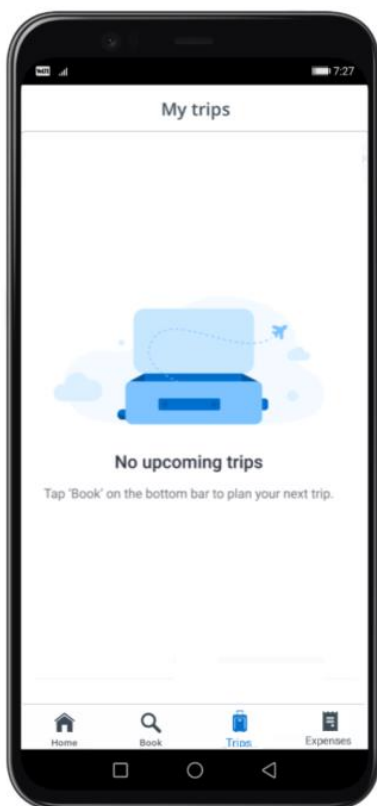 7:27
My trips
No upcoming trips
Tap 'Book' on the bottom bar to plan your next trip.
Home
Book
Trips
Expenses